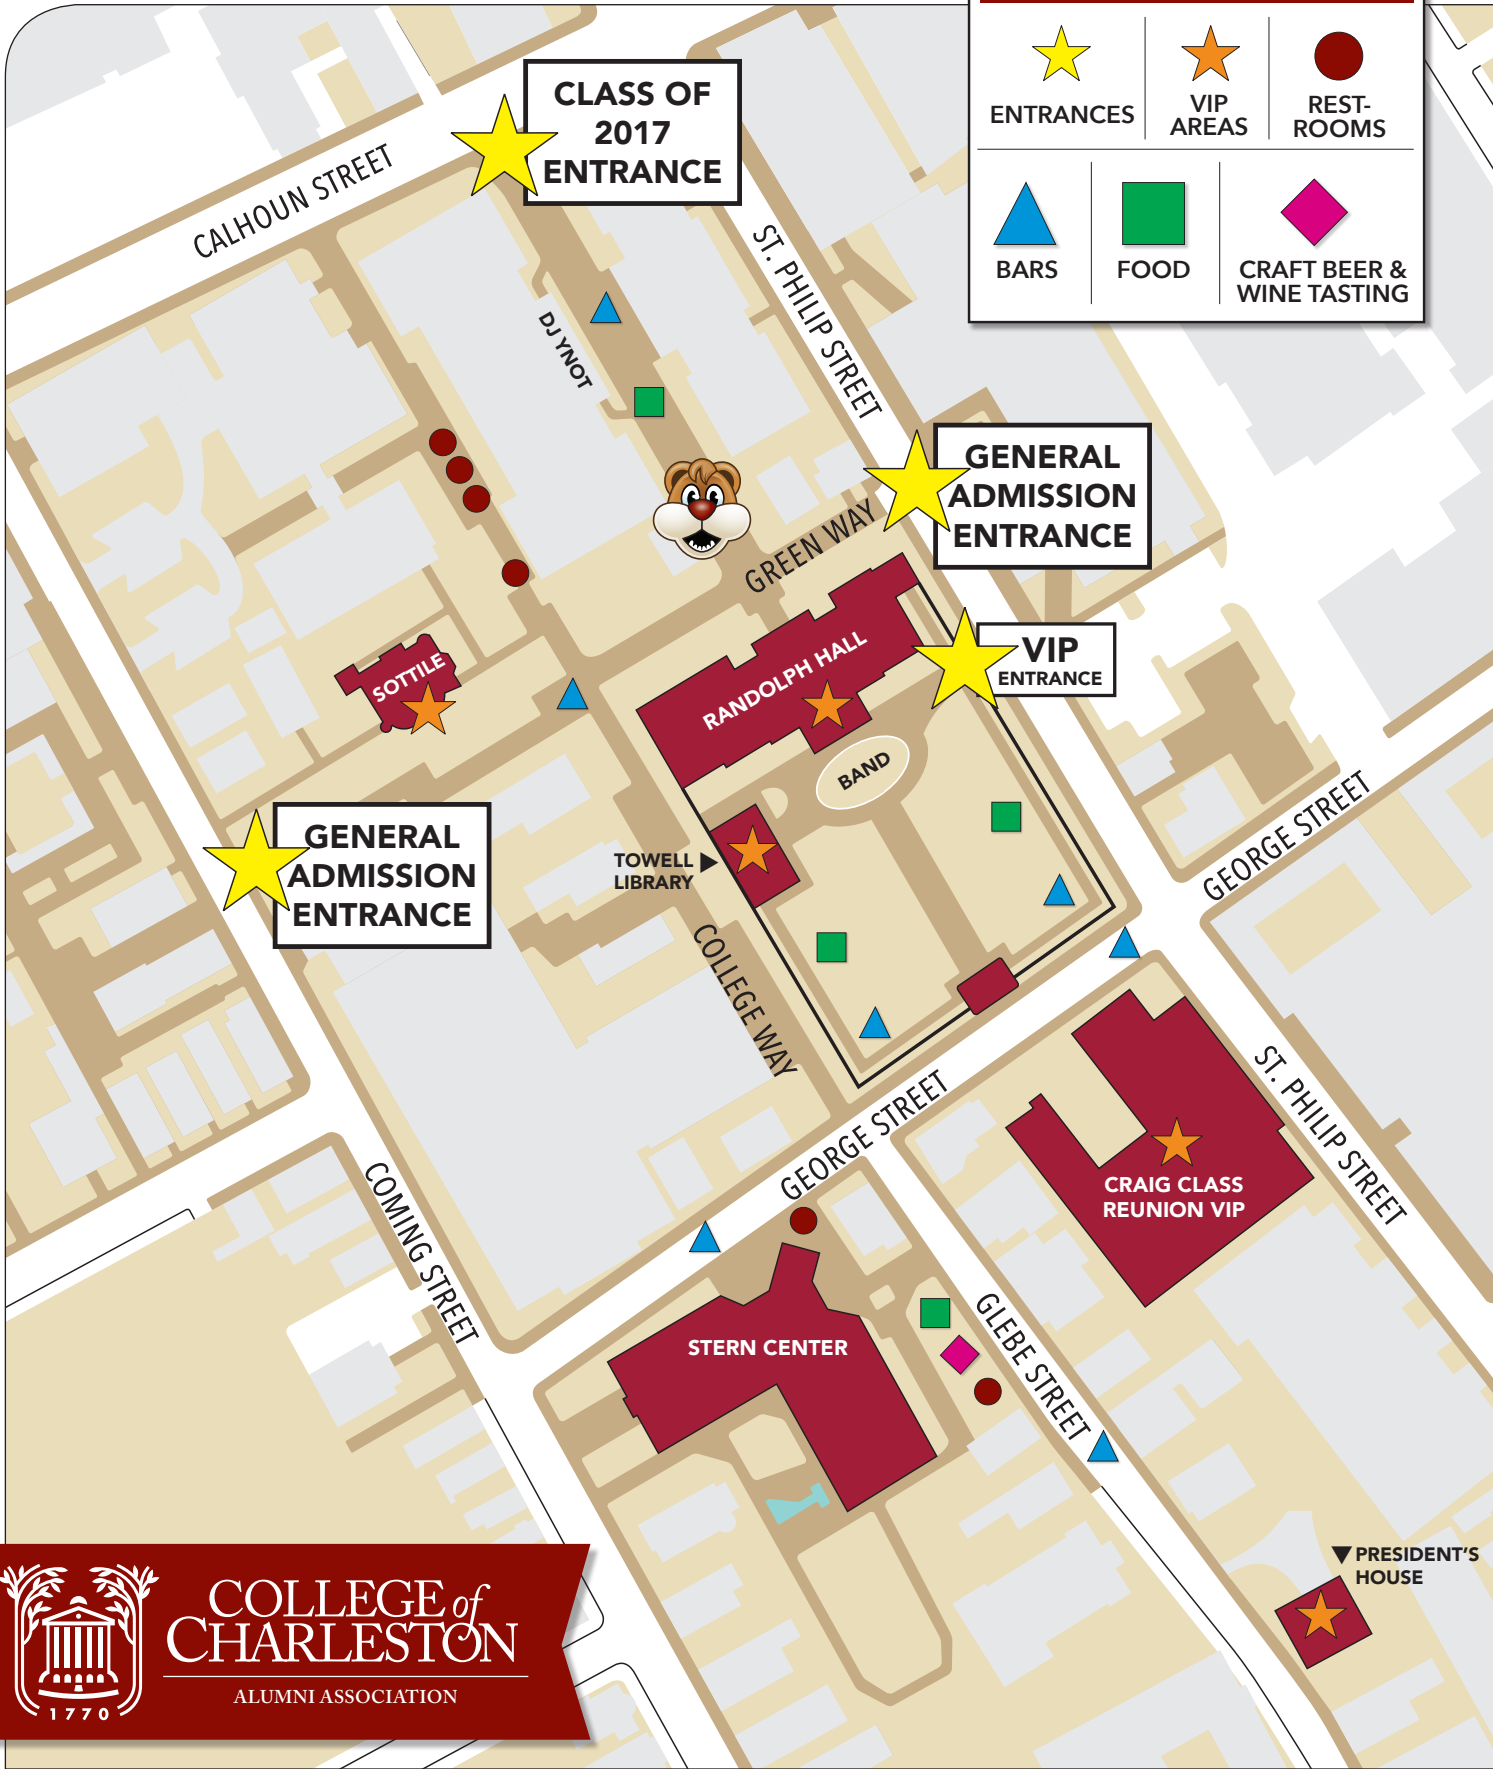 ENTRANCES
VIP
AREAS
REST-
ROOMS
BARS
FOOD
CRAFT BEER &
WINE TASTING
CLASS OF
2017
ENTRANCE
CALHOUN STREET
ST. PHILIP STREET
DJ YNOT
GENERAL
ADMISSION
ENTRANCE
GREEN WAY
VIP
ENTRANCE
RANDOLPH HALL
SOTTILE
BAND
GENERAL
ADMISSION
ENTRANCE
TOWELL
LIBRARY
GEORGE STREET
COLLEGE WAY
ST. PHILIP STREET
GEORGE STREET
COMING STREET
CRAIG CLASS
REUNION VIP
STERN CENTER
GLEBE STREET
PRESIDENT'S
HOUSE
COLLEGE of
CHARLESTON
ALUMNI ASSOCIATION
1770